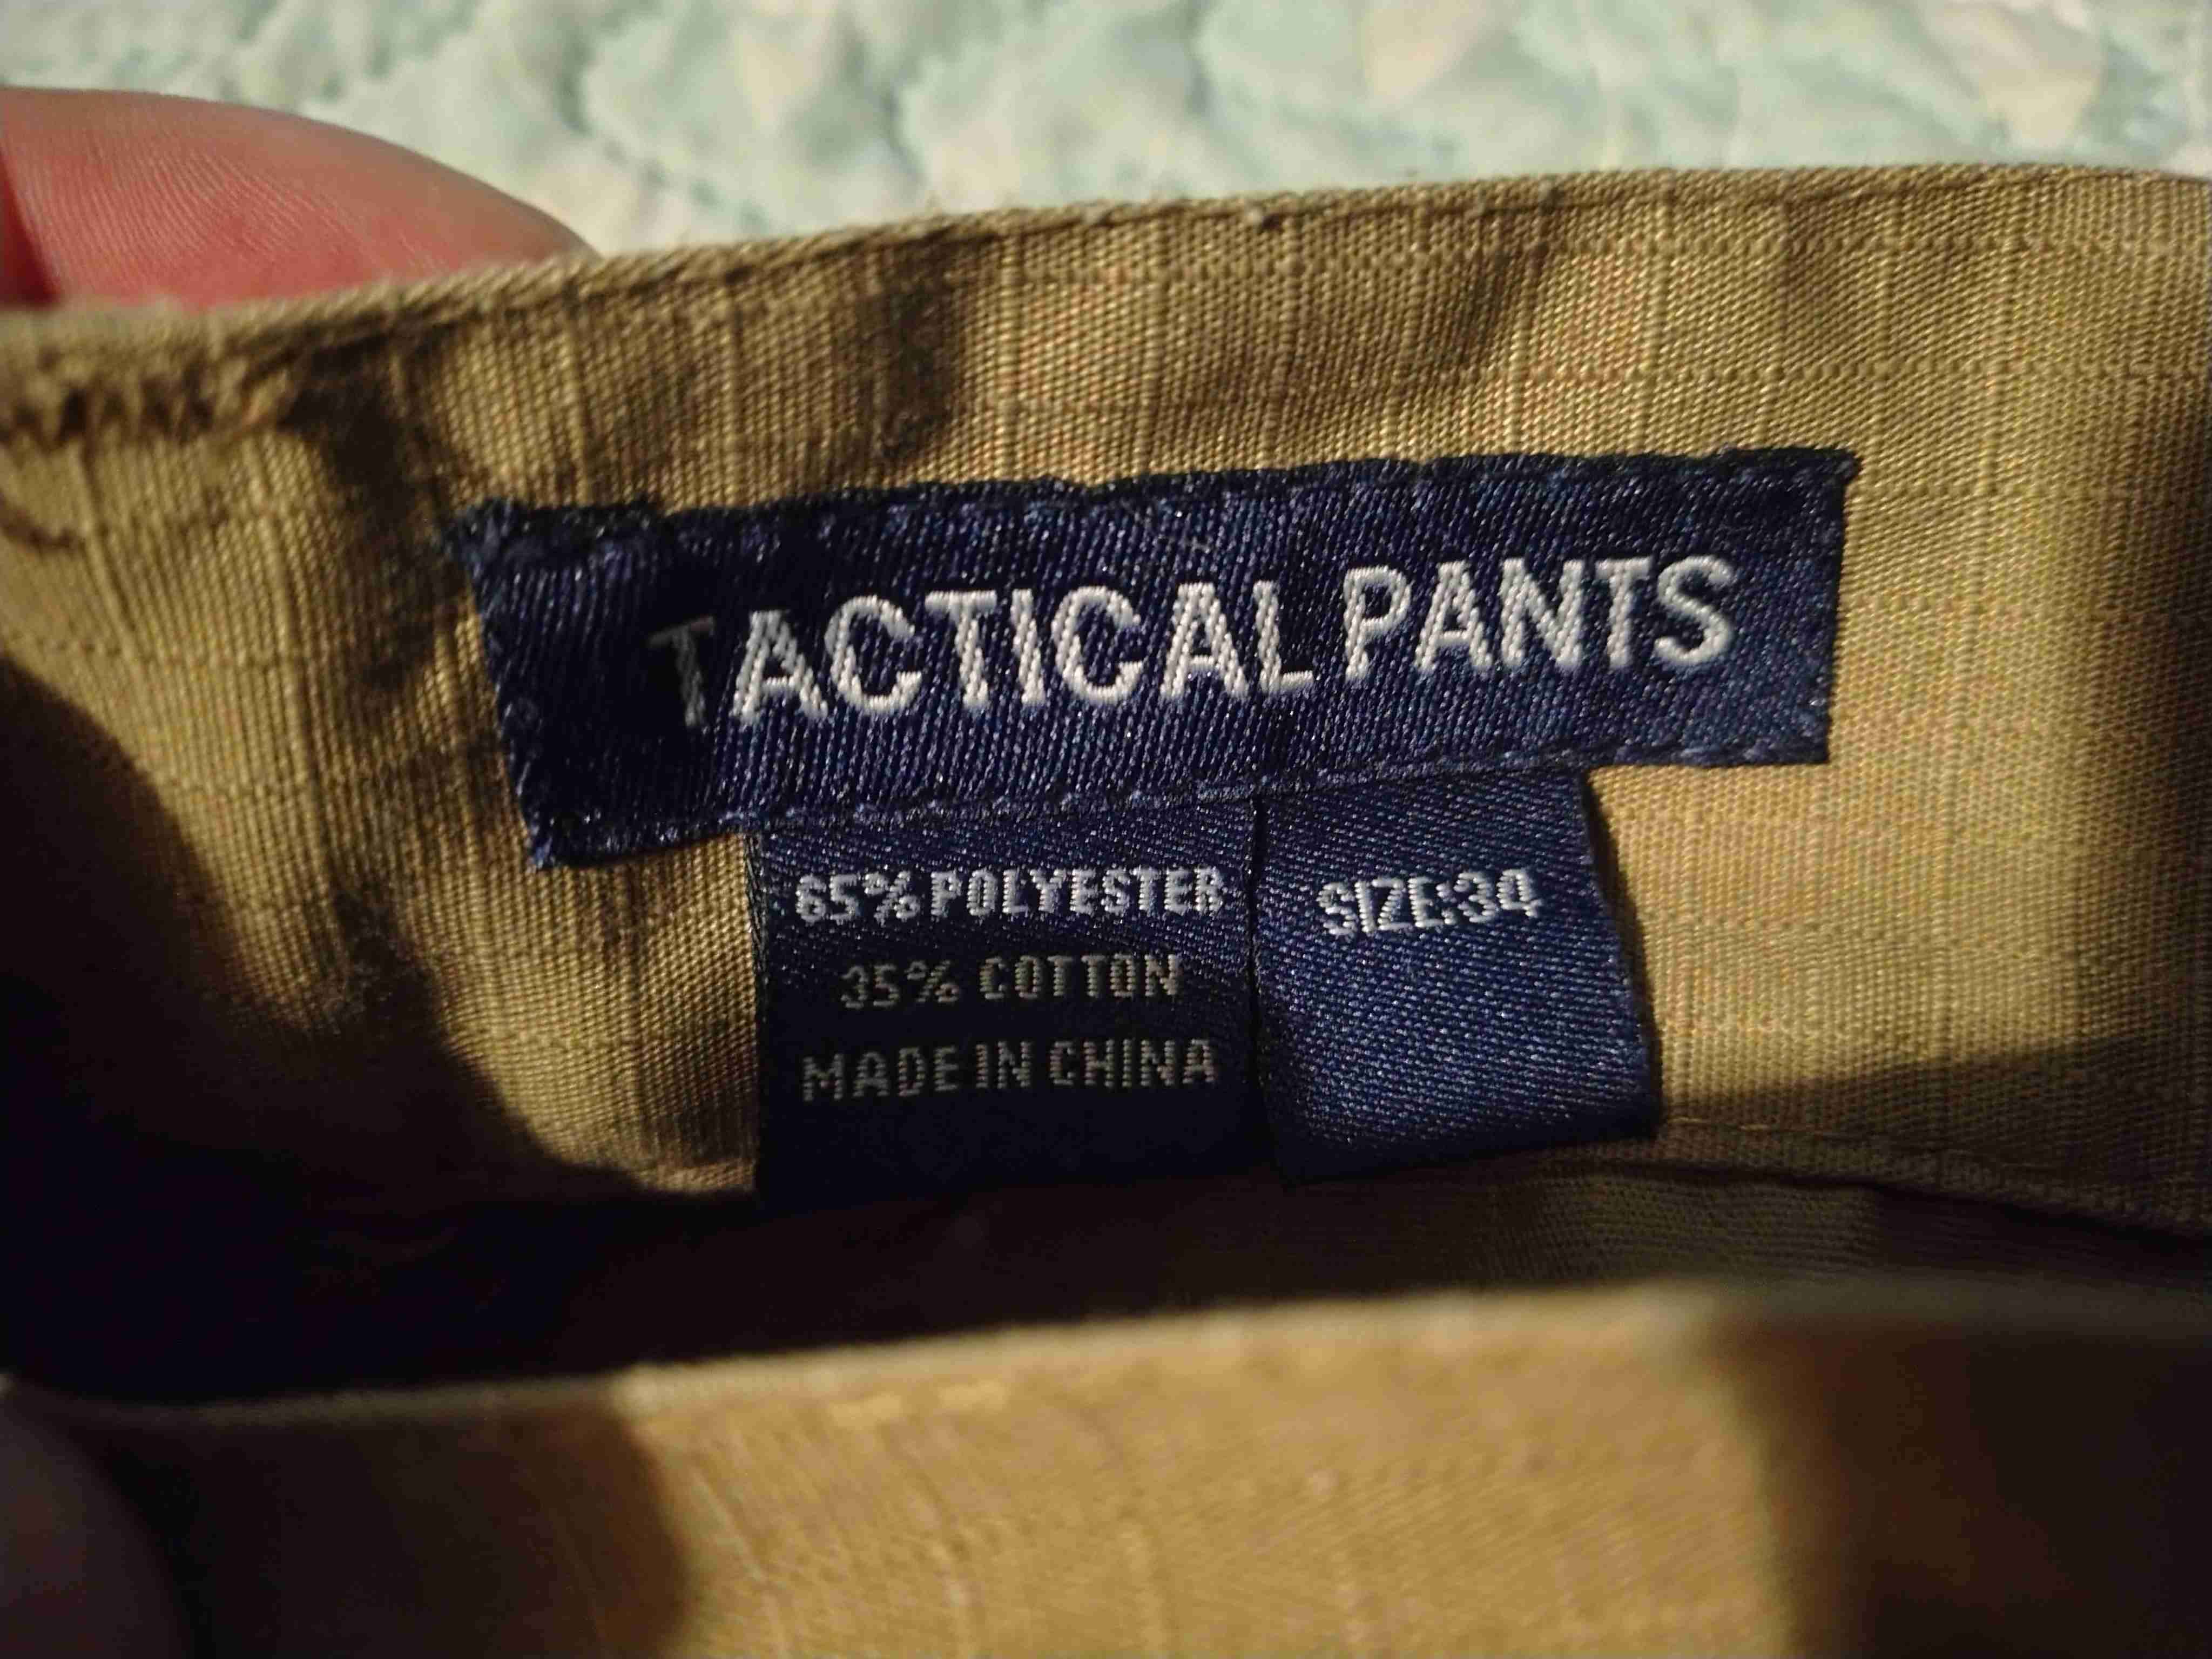 TACTICAL PANTS
65% POLYESTER
35% COTTON
MADE IN CHINA
SIZE:34